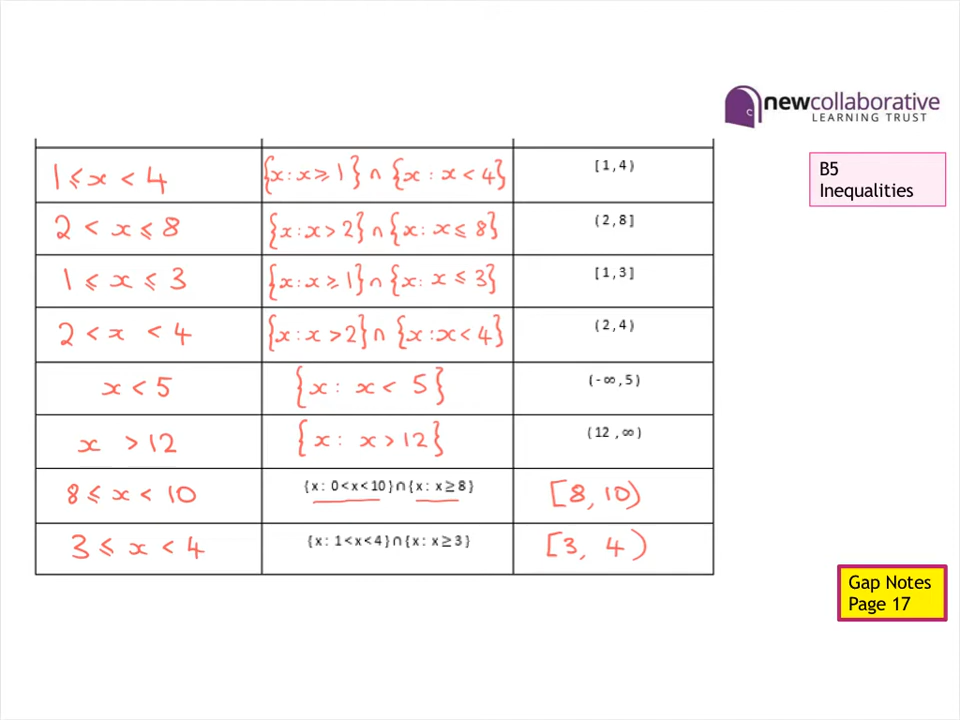 newcollaborative
LEARNING TRUST
B5
Inequalities
1 ⩽ x < 4 {x : x ⩾ 1} ∩ {x : x < 4} [1,4)
2 < x ⩽ 8 {x : x > 2} ∩ {x : x ⩽ 8} (2,8]
1 ⩽ x ⩽ 3 {x : x ⩾ 1} ∩ {x : x ⩽ 3} [1,3]
2 < x < 4 {x : x > 2} ∩ {x : x < 4} (2,4)
x < 5 {x : x < 5} (-∞,5)
x > 12 {x : x > 12} (12,∞)
8 ⩽ x < 10 {x: 0<x<10}∩{x: x≥8} [8, 10)
3 ⩽ x < 4 {x: 1<x<4}∩{x: x≥3} [3, 4)
Gap Notes
Page 17